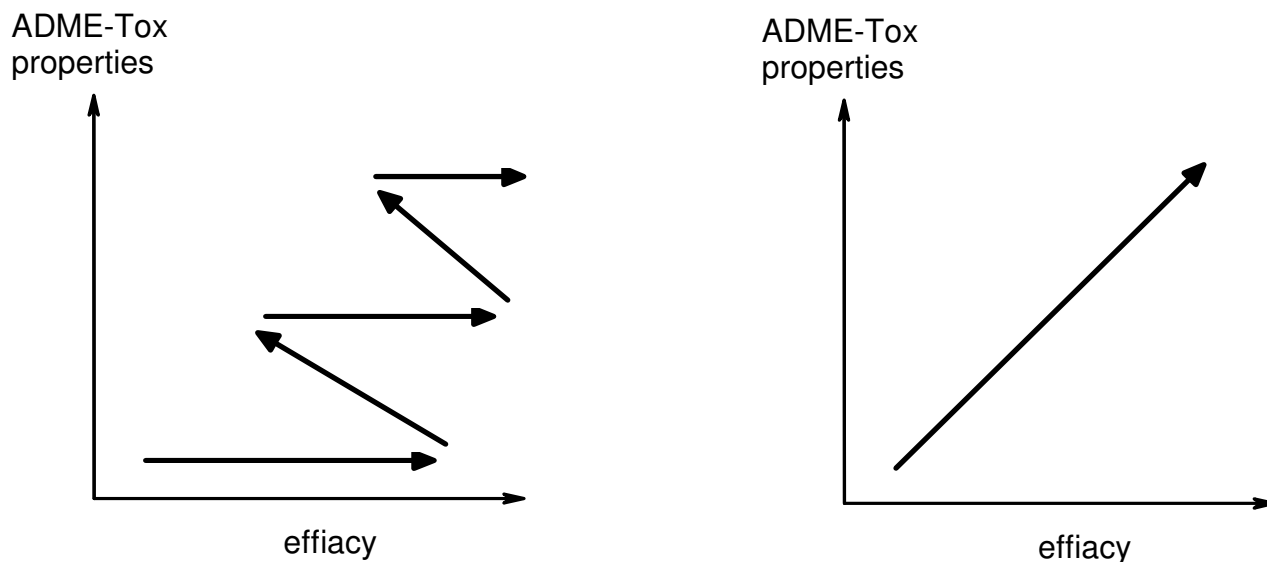 ADME-Tox
properties
effiacy
ADME-Tox
properties
effiacy